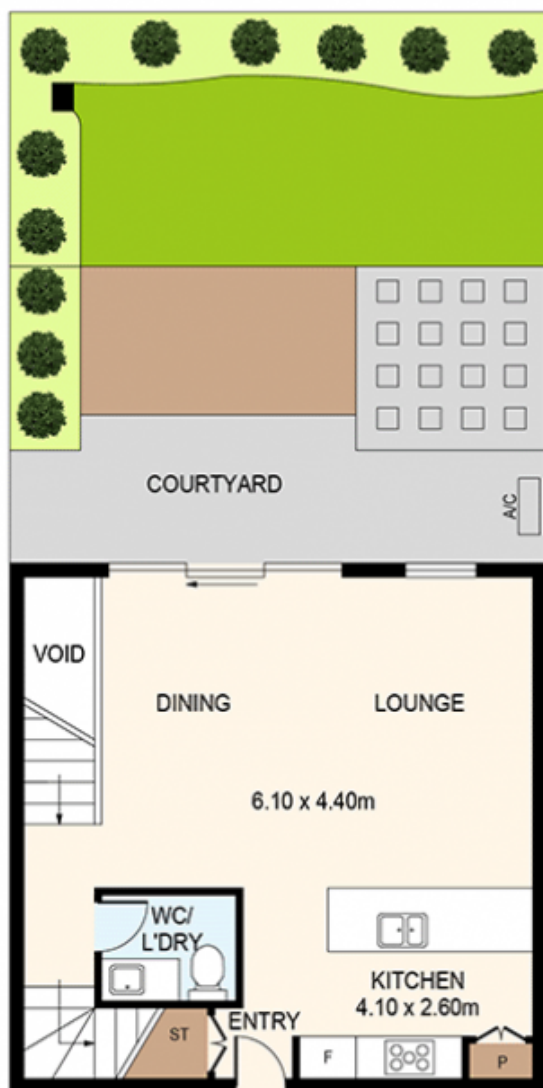 COURTYARD
A/C
VOID
DINING
LOUNGE
6.10 x 4.40m
WC/
L'DRY
KITCHEN
4.10 x 2.60m
ENTRY
ST
F
P